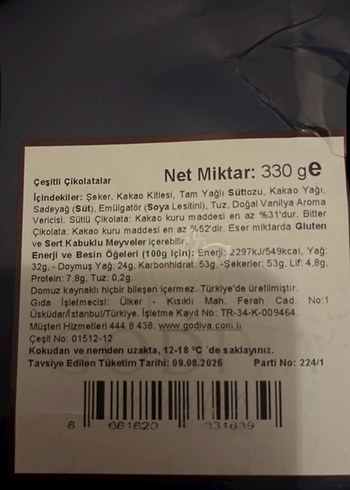 Çeşitli Çikolatalar
Net Miktar: 330 ge
İçindekiler: Şeker, Kakao Kitlesi, Tam Yağlı Süttozu, Kakao Yağı,
Sadeyağ (Süt), Emülgatör (Soya Lesitini), Tuz, Doğal Vanilya Aroma
Vericisi. Sütlü Çikolata: Kakao kuru maddesi en az %31'dur. Bitter
Çikolata: Kakao kuru maddesi en az %52'dir. Eser miktarda Gluten
ve Sert Kabuklu Meyveler içerebilir.
Enerji ve Besin Öğeleri (100g İçin): Enerji: 2297kJ/549kcal, Yağ:
32g, - Doymuş Yağ: 24g, Karbonhidrat: 53g, -Şekerler: 53g, Lif: 4,8g,
Protein: 7,8g, Tuz: 0,2g.
Domuz kaynaklı hiçbir bileşen içermez. Türkiye'de üretilmiştir.
Gıda İşletmecisi: Ülker - Kısıklı Mah. Ferah Cad. No:1
Üsküdar/İstanbul/Türkiye. İşletme Kayıt No: TR-34-K-009464.
Müşteri Hizmetleri 444 8 438. www.godiva.com.tr
Çeşit No: 01512-12
Kokudan ve nemden uzakta, 12-18 ºC 'de saklayınız.
Tavsiye Edilen Tüketim Tarihi: 09.08.2026 Parti No: 224/1